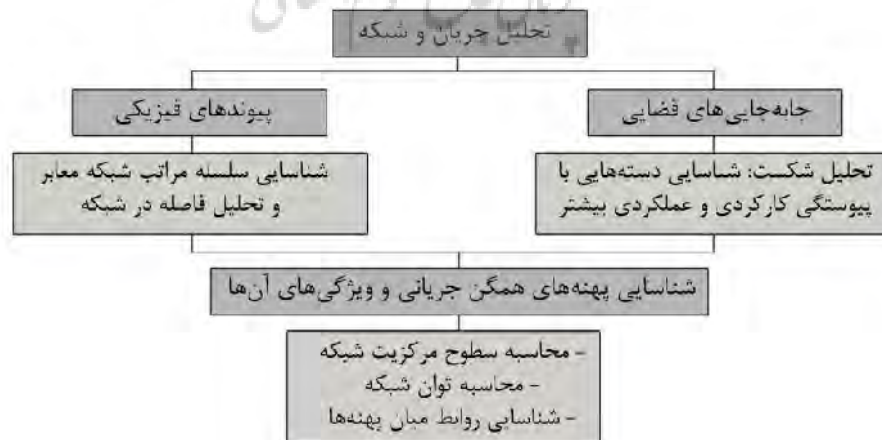 تحلیل جریان و شبکه
جابه‌جایی‌های فضایی
پیوندهای فیزیکی
تحلیل شکست: شناسایی دسته‌هایی با
پیوستگی کارکردی و عملکردی بیشتر
شناسایی سلسله مراتب شبکه معابر
و تحلیل فاصله در شبکه
شناسایی پهنه‌های همگن جریانی و ویژگی‌های آن‌ها
- محاسبه سطوح مرکزیت شبکه
- محاسبه توان شبکه
- شناسایی روابط میان پهنه‌ها